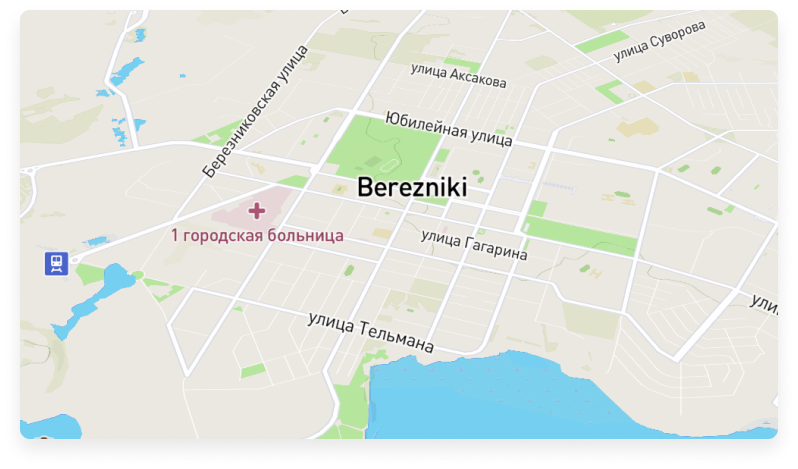 улица Суворова
улица Аксакова
Березниковская улица
Юбилейная улица
Berezniki
1 городская больница
улица Гагарина
улица Тельмана